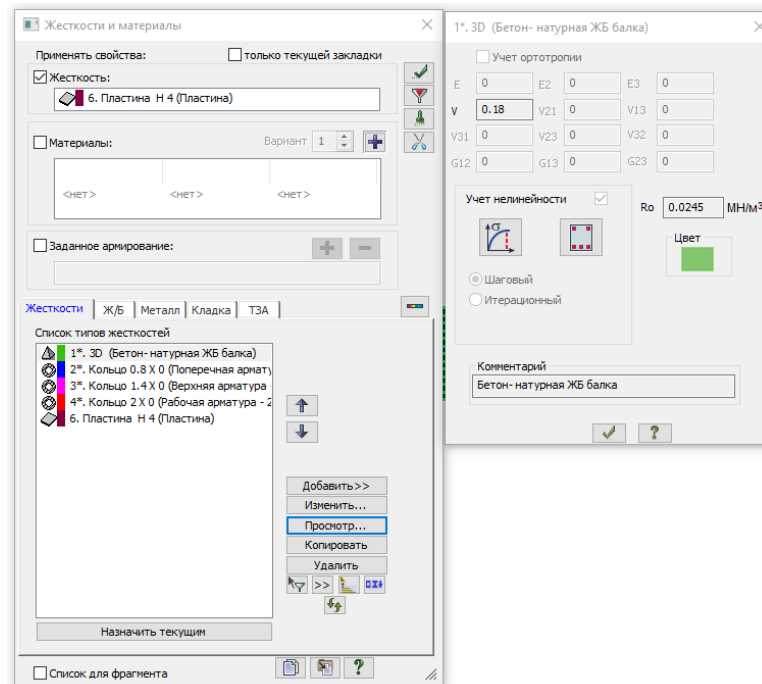 Жесткости и материалы
Применять свойства:
только текущей закладки
Жесткость:
6. Пластина H 4 (Пластина)
Материалы:
Вариант 1
<нет> <нет> <нет>
Заданное армирование:
Жесткости Ж/Б Металл Кладка ТЗА
Список типов жесткостей
1*. 3D (Бетон- натурная ЖБ балка)
2*. Кольцо 0.8 X 0 (Поперечная армату
3*. Кольцо 1.4 X 0 (Верхняя арматура -
4*. Кольцо 2 X 0 (Рабочая арматура - 2
6. Пластина H 4 (Пластина)
Добавить>>
Изменить...
Просмотр...
Копировать
Удалить
>>
Назначить текущим
Список для фрагмента
?
1*. 3D (Бетон- натурная ЖБ балка)
Учет ортотропии
E 0 E2 0 E3 0
V 0.18 V21 0 V13 0
V31 0 V23 0 V32 0
G12 0 G13 0 G23 0
Учет нелинейности
σ
Шаговый
Итерационный
Ro 0.0245 МН/м³
Цвет
Комментарий
Бетон- натурная ЖБ балка
?